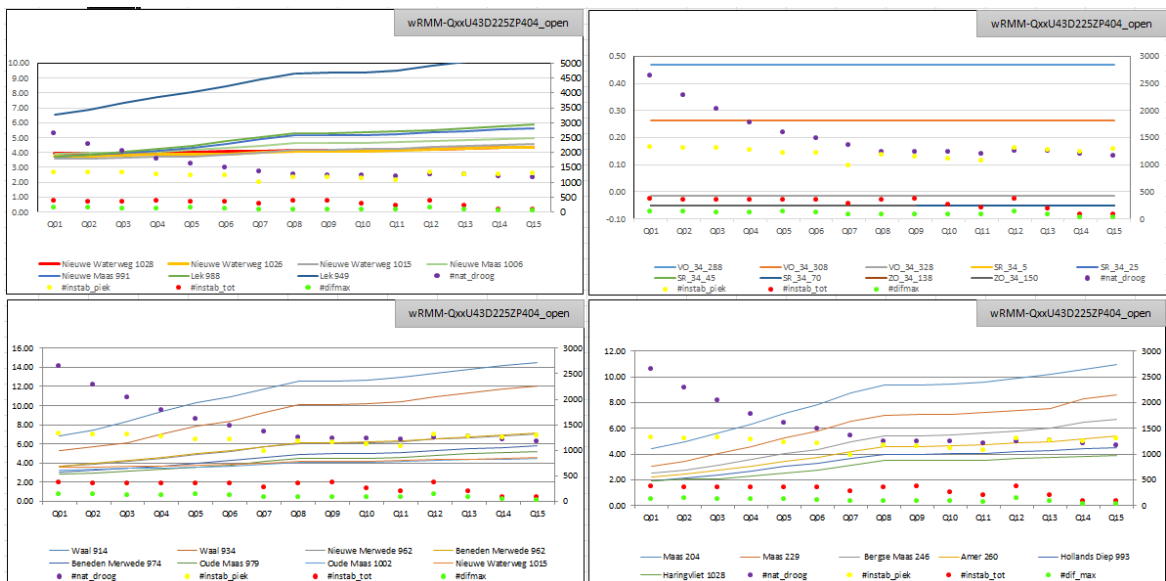 wRMM-QxxU43D225ZP404_open
10.00 5000
9.00 4500
8.00 4000
7.00 3500
6.00 3000
5.00 2500
4.00 2000
3.00 1500
2.00 1000
1.00 500
0.00 0
Q01 Q02 Q03 Q04 Q05 Q06 Q07 Q08 Q09 Q10 Q11 Q12 Q13 Q14 Q15
Nieuwe Waterweg 1028 Nieuwe Waterweg 1026 Nieuwe Waterweg 1015 Nieuwe Maas 1006
Nieuwe Maas 991 Lek 988 Lek 949 #nat_droog
#instab_piek #instab_tot #difmax
wRMM-QxxU43D225ZP404_open
0.50 3000
0.40 2500
0.30 2000
0.20 1500
0.10 1000
0.00 500
-0.10 0
Q01 Q02 Q03 Q04 Q05 Q06 Q07 Q08 Q09 Q10 Q11 Q12 Q13 Q14 Q15
VO_34_288 VO_34_308 VO_34_328 SR_34_5 SR_34_25
SR_34_45 SR_34_70 ZO_34_138 ZO_34_150 #nat_droog
#instab_piek #instab_tot #difmax
wRMM-QxxU43D225ZP404_open
16.00 3000
14.00 2500
12.00
10.00 2000
8.00 1500
6.00 1000
4.00
2.00 500
0.00 0
Q01 Q02 Q03 Q04 Q05 Q06 Q07 Q08 Q09 Q10 Q11 Q12 Q13 Q14 Q15
Waal 914 Waal 934 Nieuwe Merwede 962 Beneden Merwede 962
Beneden Merwede 974 Oude Maas 979 Oude Maas 1002 Nieuwe Waterweg 1015
#nat_droog #instab_piek #instab_tot #difmax
wRMM-QxxU43D225ZP404_open
12.00 3000
10.00 2500
8.00 2000
6.00 1500
4.00 1000
2.00 500
0.00 0
Q01 Q02 Q03 Q04 Q05 Q06 Q07 Q08 Q09 Q10 Q11 Q12 Q13 Q14 Q15
Maas 204 Maas 229 Bergse Maas 246 Amer 260 Hollands Diep 993
Haringvliet 1028 #nat_droog #instab_piek #instab_tot #dif_max